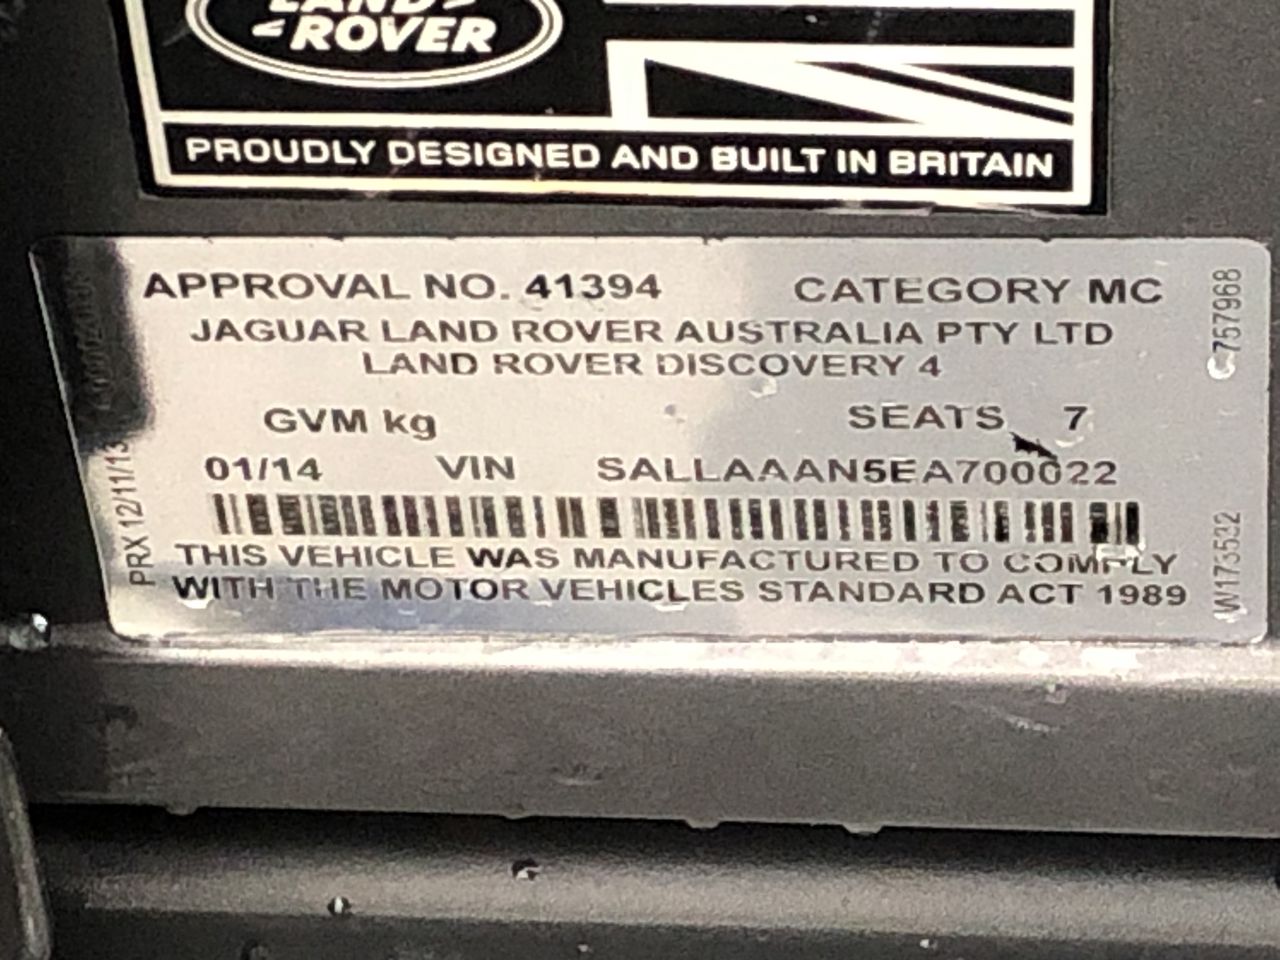 LAND
ROVER
PROUDLY DESIGNED AND BUILT IN BRITAIN
APPROVAL NO. 41394 CATEGORY MC
JAGUAR LAND ROVER AUSTRALIA PTY LTD
LAND ROVER DISCOVERY 4
GVM kg SEATS 7
01/14 VIN SALLAAAN5EA700022
THIS VEHICLE WAS MANUFACTURED TO COMPLY
WITH THE MOTOR VEHICLES STANDARD ACT 1989
PRX 12/11/13
C 757968
W173532